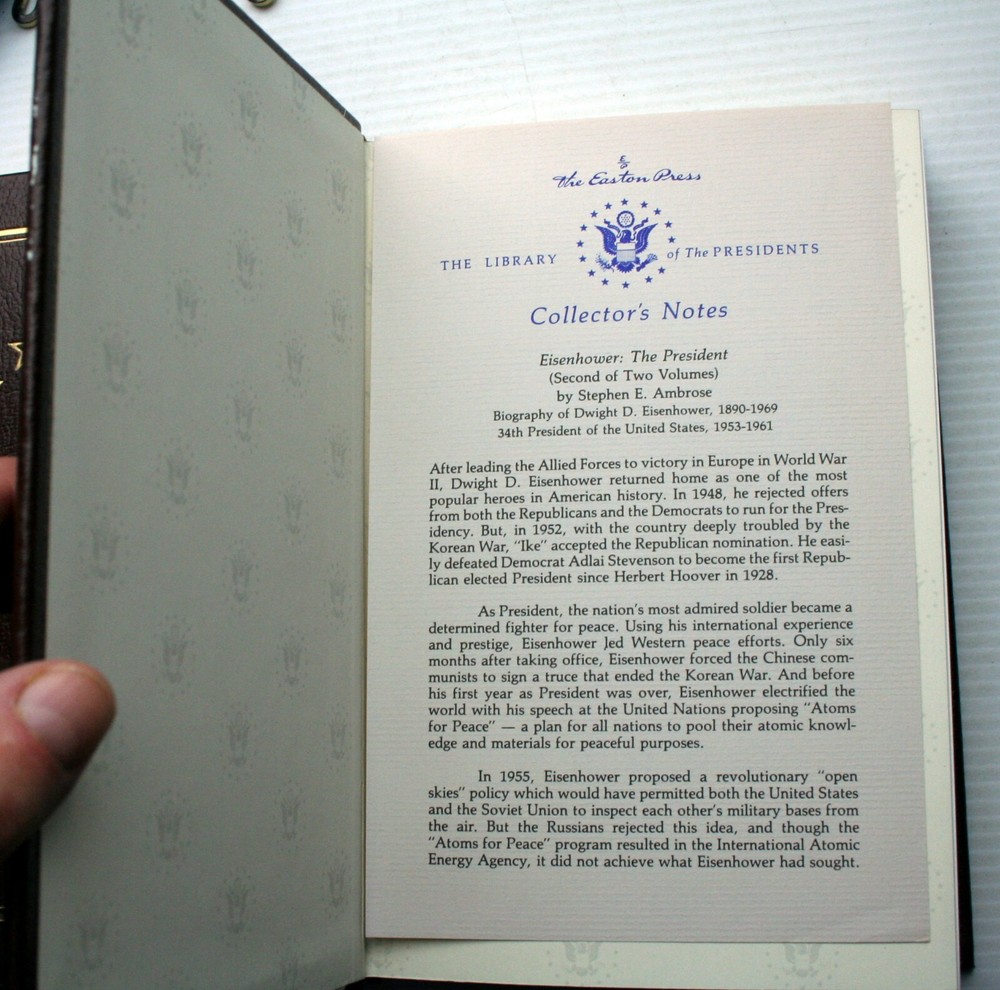 The Easton Press
THE LIBRARY of The PRESIDENTS
Collector's Notes
Eisenhower: The President
(Second of Two Volumes)
by Stephen E. Ambrose
Biography of Dwight D. Eisenhower, 1890-1969
34th President of the United States, 1953-1961
After leading the Allied Forces to victory in Europe in World War
II, Dwight D. Eisenhower returned home as one of the most
popular heroes in American history. In 1948, he rejected offers
from both the Republicans and the Democrats to run for the Pres-
idency. But, in 1952, with the country deeply troubled by the
Korean War, "Ike" accepted the Republican nomination. He easi-
ly defeated Democrat Adlai Stevenson to become the first Repub-
lican elected President since Herbert Hoover in 1928.
As President, the nation's most admired soldier became a
determined fighter for peace. Using his international experience
and prestige, Eisenhower led Western peace efforts. Only six
months after taking office, Eisenhower forced the Chinese com-
munists to sign a truce that ended the Korean War. And before
his first year as President was over, Eisenhower electrified the
world with his speech at the United Nations proposing "Atoms
for Peace" — a plan for all nations to pool their atomic knowl-
edge and materials for peaceful purposes.
In 1955, Eisenhower proposed a revolutionary "open
skies" policy which would have permitted both the United States
and the Soviet Union to inspect each other's military bases from
the air. But the Russians rejected this idea, and though the
"Atoms for Peace" program resulted in the International Atomic
Energy Agency, it did not achieve what Eisenhower had sought.